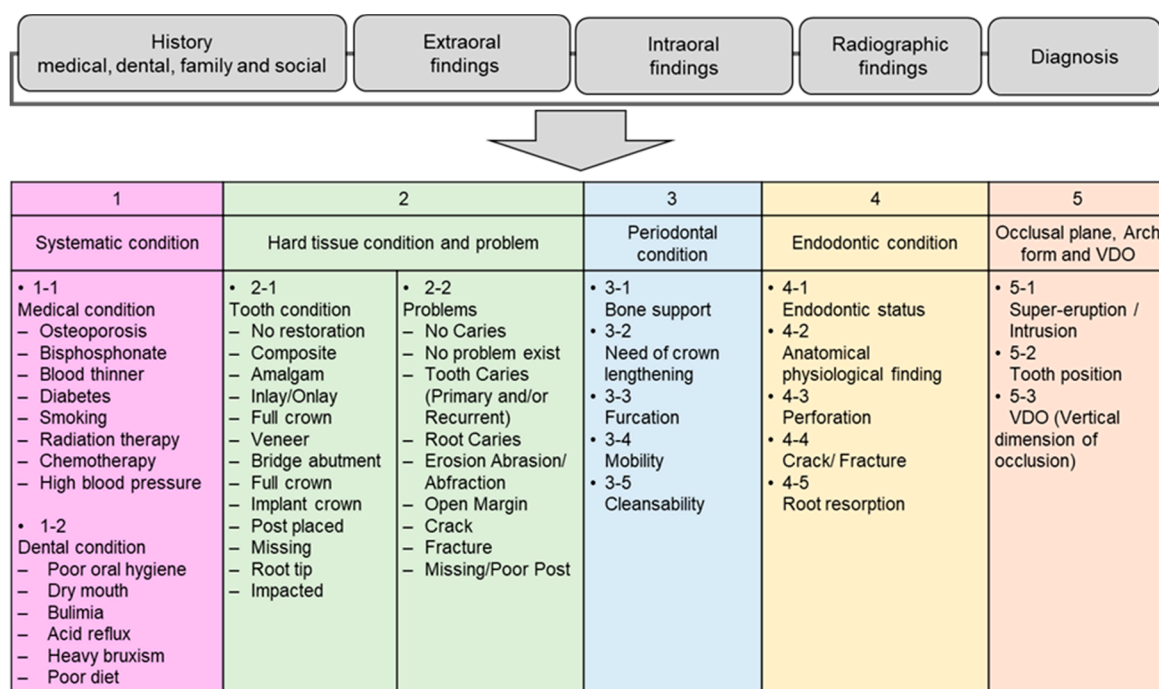 History
medical, dental, family and social
Extraoral
findings
Intraoral
findings
Radiographic
findings
Diagnosis
1
Systematic condition
• 1-1
Medical condition
– Osteoporosis
– Bisphosphonate
– Blood thinner
– Diabetes
– Smoking
– Radiation therapy
– Chemotherapy
– High blood pressure
• 1-2
Dental condition
– Poor oral hygiene
– Dry mouth
– Bulimia
– Acid reflux
– Heavy bruxism
– Poor diet
2
Hard tissue condition and problem
• 2-1
Tooth condition
– No restoration
– Composite
– Amalgam
– Inlay/Onlay
– Full crown
– Veneer
– Bridge abutment
– Full crown
– Implant crown
– Post placed
– Missing
– Root tip
– Impacted
• 2-2
Problems
– No Caries
– No problem exist
– Tooth Caries
(Primary and/or
Recurrent)
– Root Caries
– Erosion Abrasion/
Abfraction
– Open Margin
– Crack
– Fracture
– Missing/Poor Post
3
Periodontal
condition
• 3-1
Bone support
• 3-2
Need of crown
lengthening
• 3-3
Furcation
• 3-4
Mobility
• 3-5
Cleansability
4
Endodontic condition
• 4-1
Endodontic status
• 4-2
Anatomical
physiological finding
• 4-3
Perforation
• 4-4
Crack/ Fracture
• 4-5
Root resorption
5
Occlusal plane, Arch
form and VDO
• 5-1
Super-eruption /
Intrusion
• 5-2
Tooth position
• 5-3
VDO (Vertical
dimension of
occlusion)